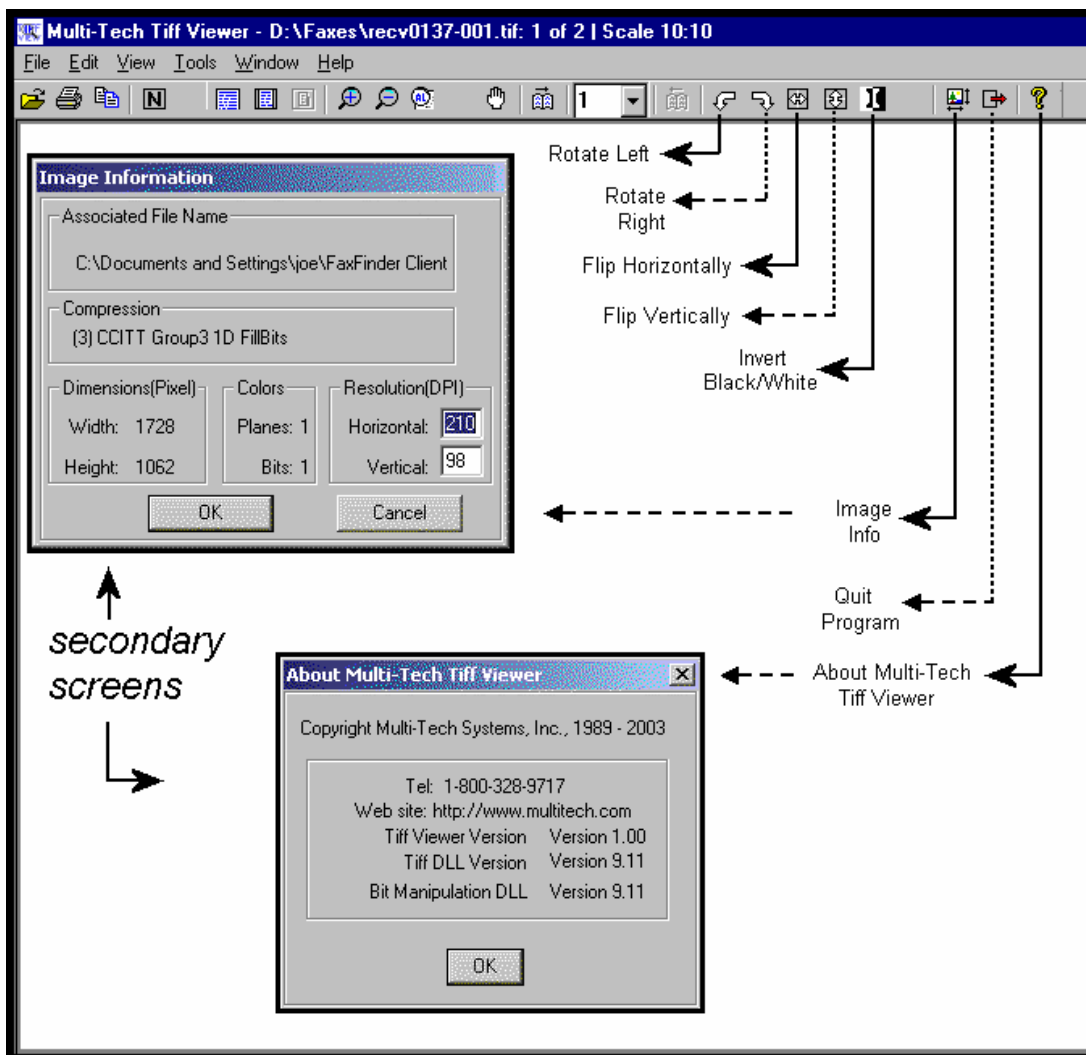 Multi-Tech Tiff Viewer - D:\Faxes\recv0137-001.tif: 1 of 2 | Scale 10:10
File Edit View Tools Window Help
N AL 1
Rotate Left
Rotate
Right
Flip Horizontally
Flip Vertically
Invert
Black/White
Image
Info
Quit
Program
About Multi-Tech
Tiff Viewer
Image Information
Associated File Name
C:\Documents and Settings\joe\FaxFinder Client
Compression
(3) CCITT Group3 1D FillBits
Dimensions(Pixel) Colors Resolution(DPI)
Width: 1728 Planes: 1 Horizontal: 210
Height: 1062 Bits: 1 Vertical: 98
OK Cancel
secondary
screens
About Multi-Tech Tiff Viewer
Copyright Multi-Tech Systems, Inc., 1989 - 2003
Tel: 1-800-328-9717
Web site: http://www.multitech.com
Tiff Viewer Version Version 1.00
Tiff DLL Version Version 9.11
Bit Manipulation DLL Version 9.11
OK